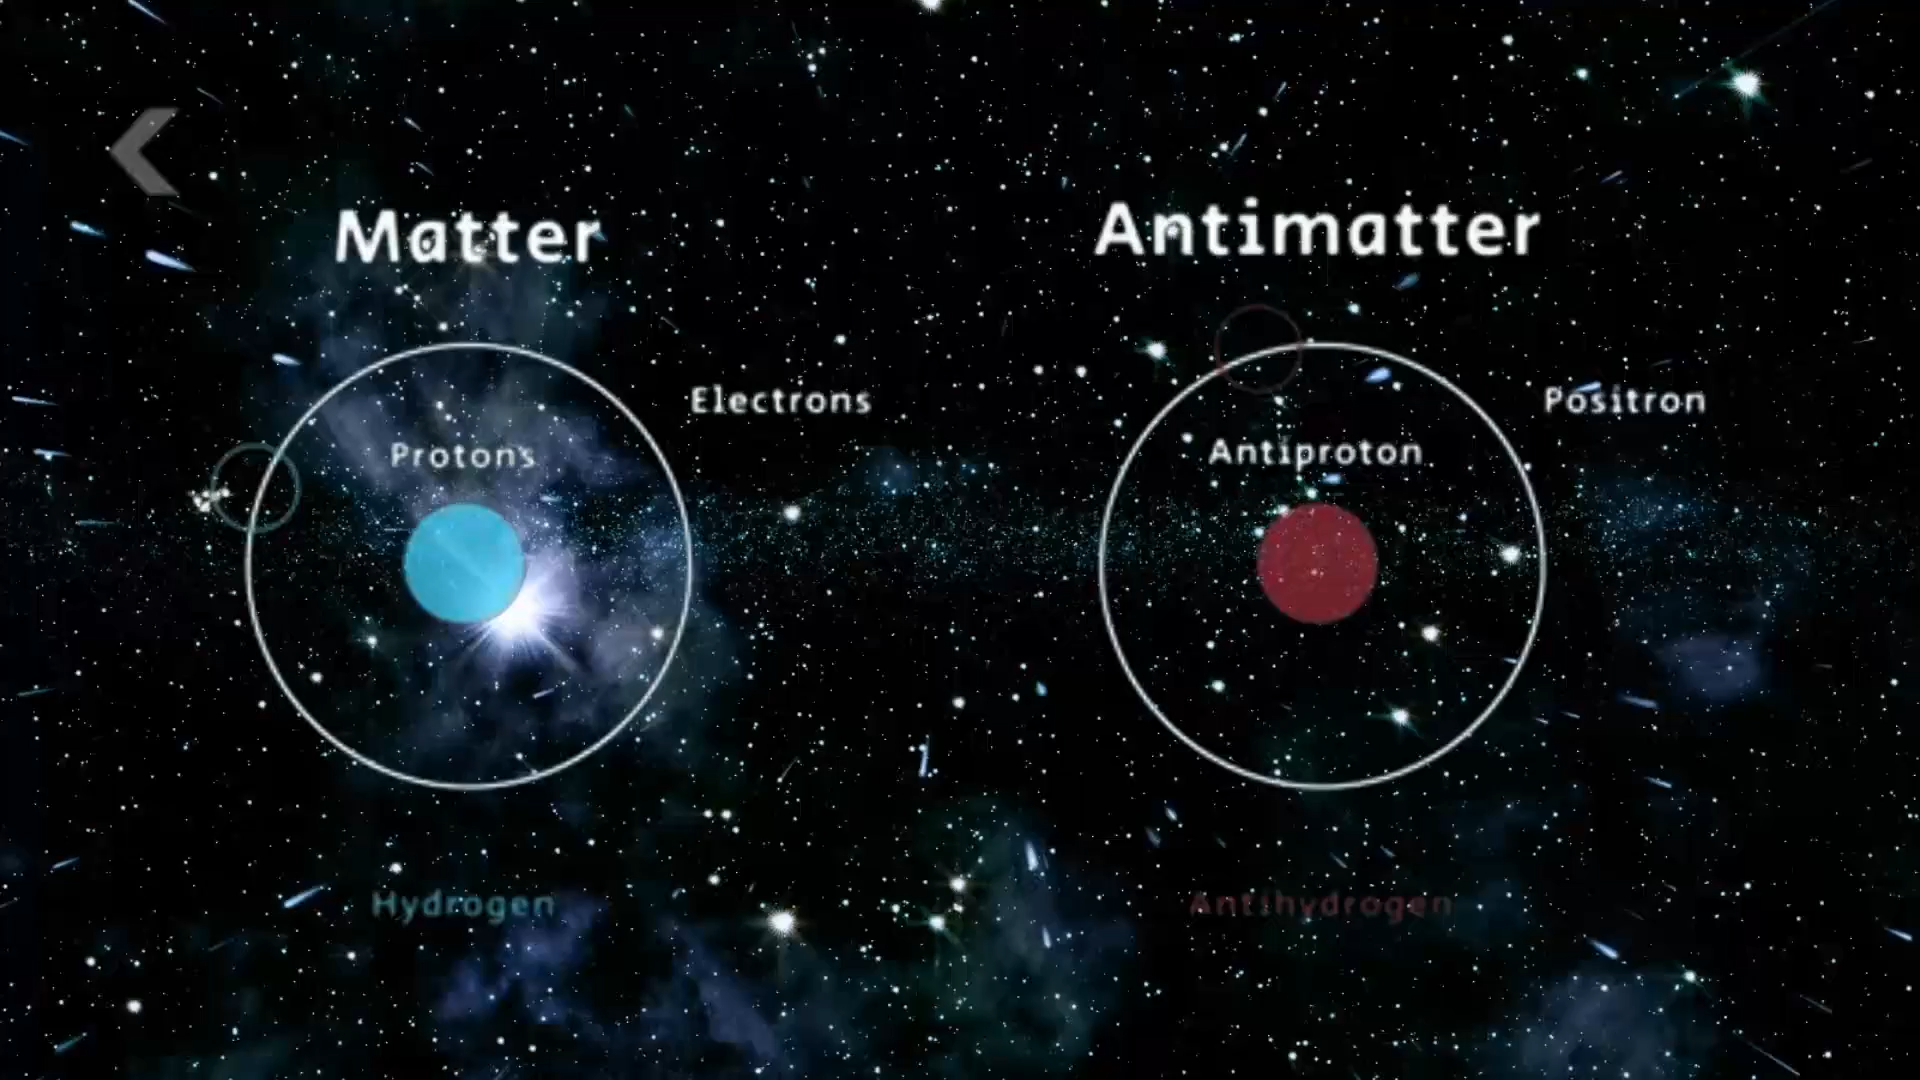 Matter
Antimatter
Electrons
Positron
Protons
Antiproton
Hydrogen
Antihydrogen